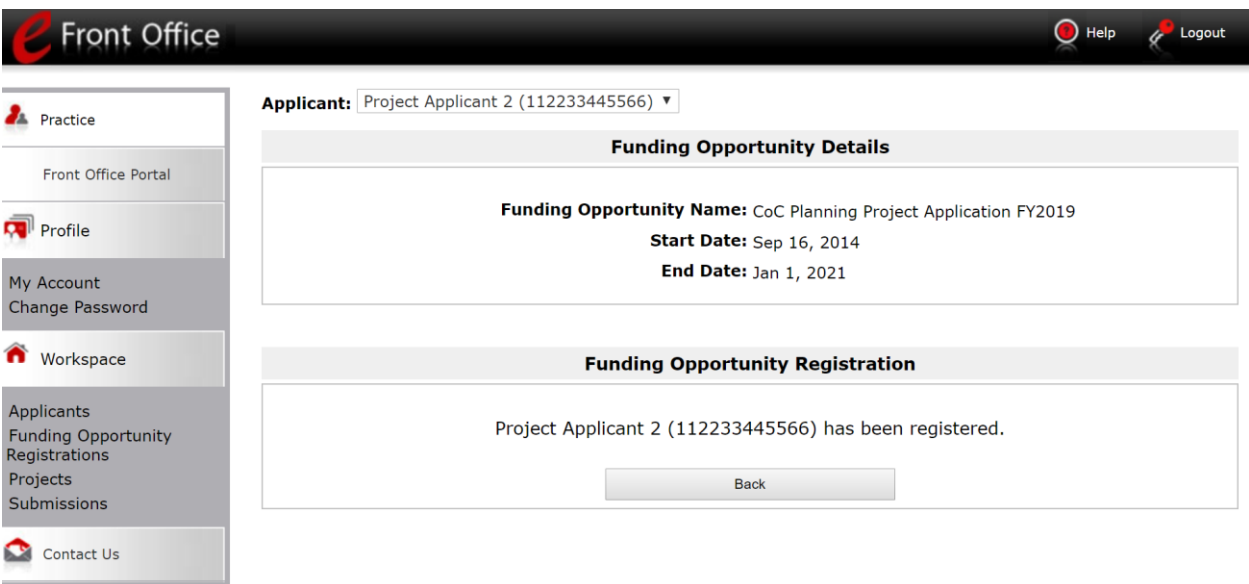 e Front Office
Help
Logout
Practice
Front Office Portal
Profile
My Account
Change Password
Workspace
Applicants
Funding Opportunity
Registrations
Projects
Submissions
Contact Us
Applicant: Project Applicant 2 (112233445566)
Funding Opportunity Details
Funding Opportunity Name: CoC Planning Project Application FY2019
Start Date: Sep 16, 2014
End Date: Jan 1, 2021
Funding Opportunity Registration
Project Applicant 2 (112233445566) has been registered.
Back